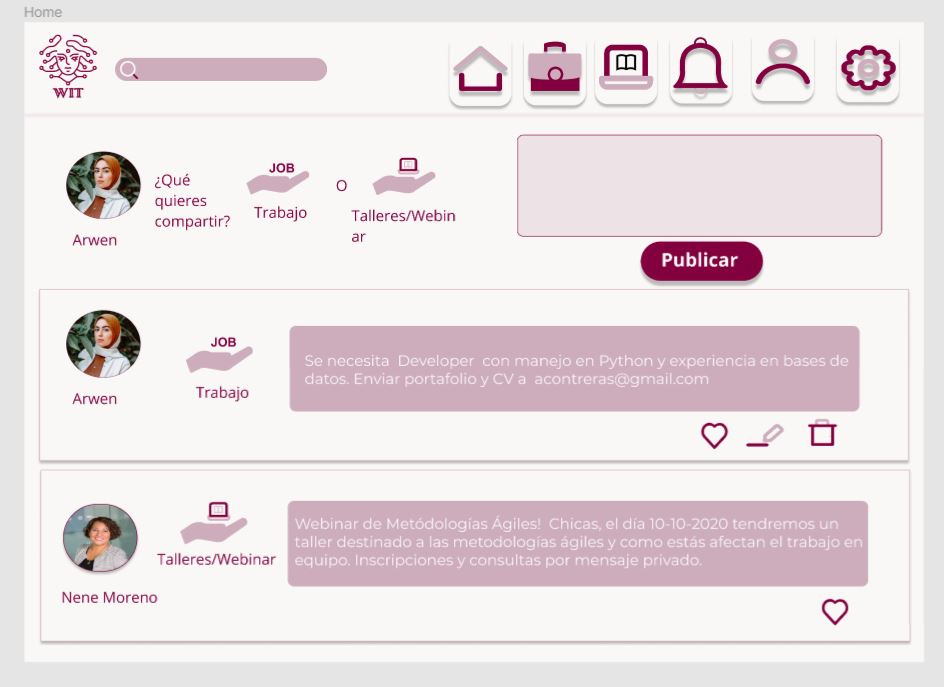 Home
WIT
¿Qué
quieres
compartir?
JOB
Trabajo
O
Talleres/Webin
ar
Arwen
Publicar
JOB
Trabajo
Arwen
Se necesita Developer con manejo en Python y experiencia en bases de
datos. Enviar portafolio y CV a acontreras@gmail.com
Talleres/Webinar
Nene Moreno
Webinar de Metódologías Ágiles! Chicas, el día 10-10-2020 tendremos un
taller destinado a las metodologías ágiles y como estás afectan el trabajo en
equipo. Inscripciones y consultas por mensaje privado.